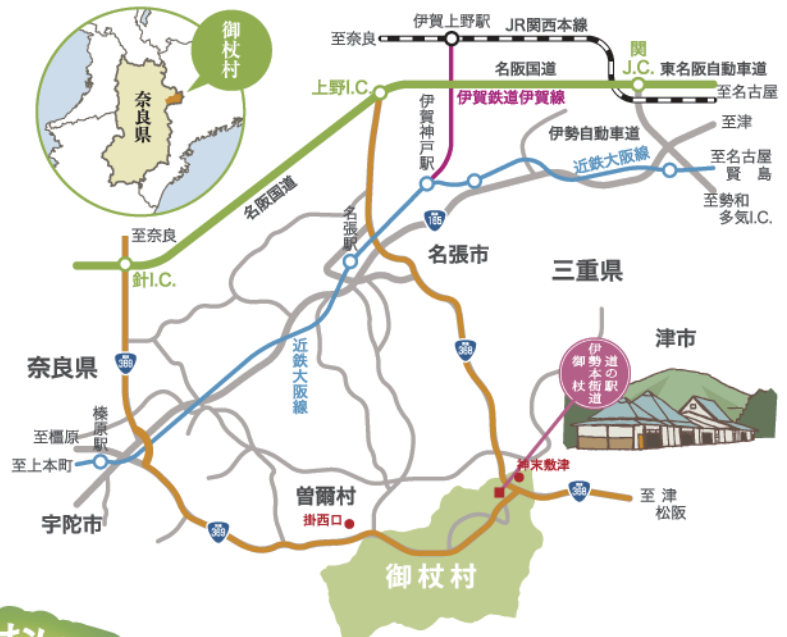 御杖村
奈良県
伊賀上野駅
至奈良
JR関西本線
関
J.C.
名阪国道
東名阪自動車道
上野I.C.
伊賀鉄道伊賀線
至名古屋
伊賀神戸駅
伊勢自動車道
至津
近鉄大阪線
至名古屋
賢島
至勢和
多気I.C.
名阪国道
至奈良
名張駅
165
名張市
針I.C.
三重県
奈良県
369
近鉄大阪線
368
道の駅
伊勢本街道
御杖
津市
榛原駅
至橿原
至上本町
宇陀市
神末敷津
曽爾村
掛西口
368
至 津
松阪
369
御杖村